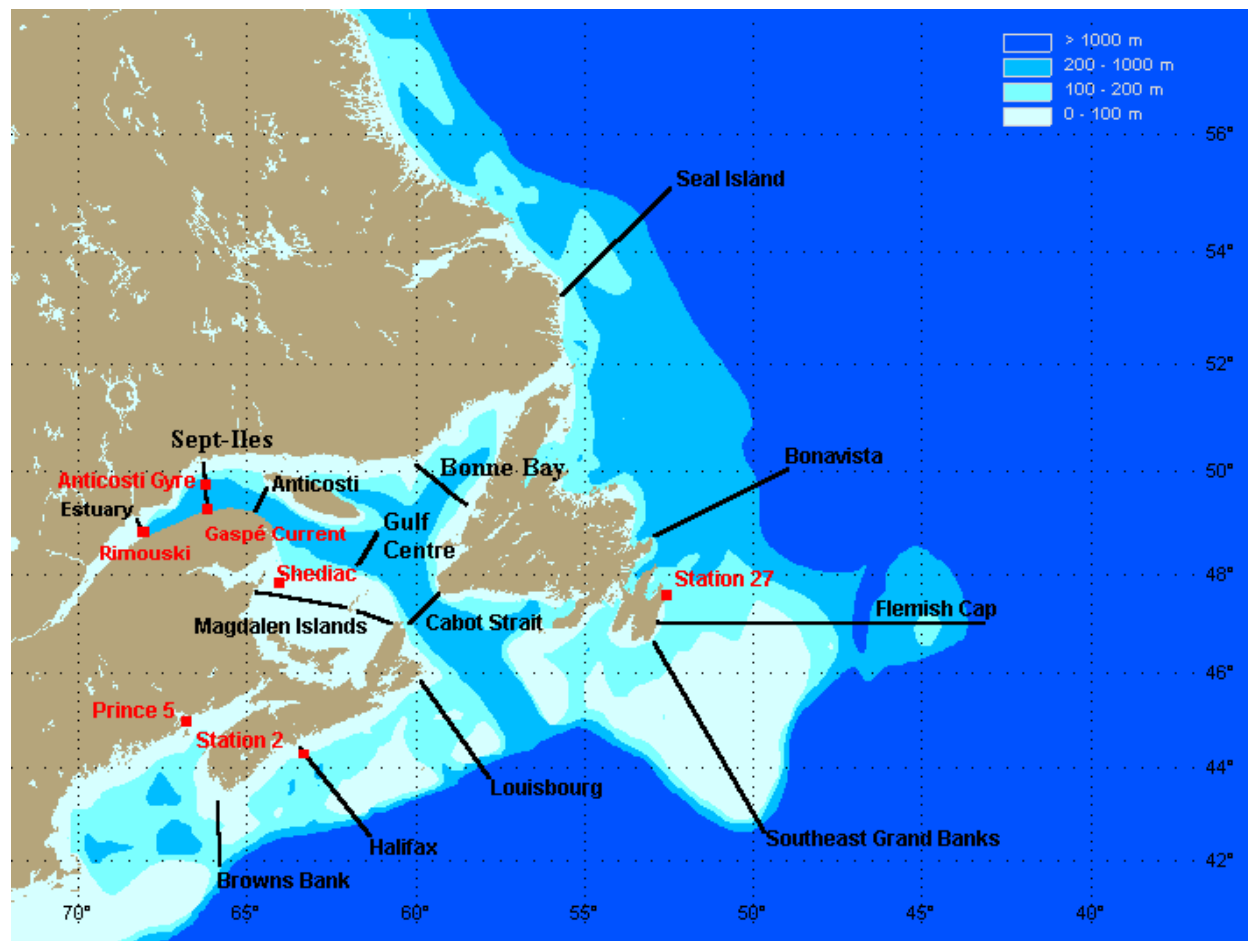 > 1000 m
200 - 1000 m
100 - 200 m
0 - 100 m
56°
Seal Island
54°
52°
Sept-Iles
Bonavista
Bonne Bay
50°
Anticosti Gyre
Anticosti
Estuary
Gulf
Centre
Gaspé Current
Rimouski
Shediac
Station 27
48°
Flemish Cap
Magdalen Islands
Cabot Strait
46°
Prince 5
Station 2
44°
Louisbourg
Southeast Grand Banks
Halifax
42°
Browns Bank
70°
65°
60°
55°
50°
45°
40°